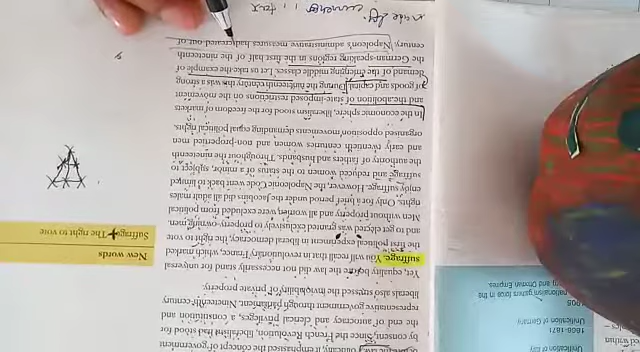 by consent. Since the French Revolution, liberalism had stood for
the end of autocracy and clerical privileges, a constitution and
representative government through parliament. Nineteenth-century
liberals also stressed the inviolability of private property.
Yet, equality before the law did not necessarily stand for universal
suffrage. You will recall that in revolutionary France, which marked
the first political experiment in liberal democracy, the right to vote
and to get elected was granted exclusively to property-owning men.
Men without property and all women were excluded from political
rights. Only for a brief period under the Jacobins did all adult males
enjoy suffrage. However, the Napoleonic Code went back to limited
suffrage and reduced women to the status of a minor, subject to
the authority of fathers and husbands. Throughout the nineteenth
and early twentieth centuries women and non-propertied men
organised opposition movements demanding equal political rights.
In the economic sphere, liberalism stood for the freedom of markets
and the abolition of state-imposed restrictions on the movement
of goods and capital. During the nineteenth century this was a strong
demand of the emerging middle classes. Let us take the example of
the German-speaking regions in the first half of the nineteenth
century. Napoleon's administrative measures had created out of
New words
Suffrage – The right to vote
Unification of Italy
1866-1871
Unification of Germany
1905